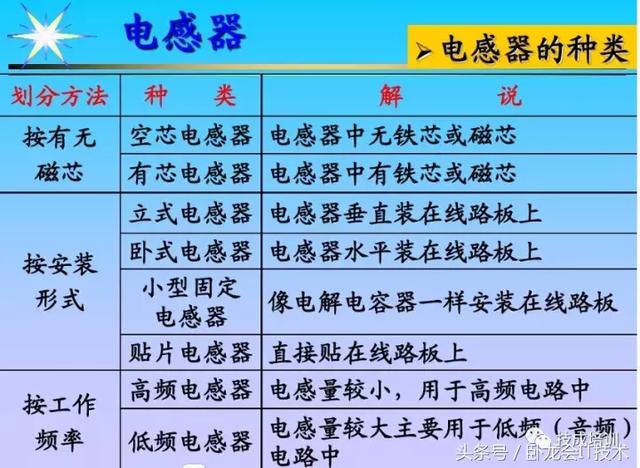 电感器
➢ 电感器的种类
划分方法 种 类 解 说
按有无
磁芯
空芯电感器 电感器中无铁芯或磁芯
有芯电感器 电感器中有铁芯或磁芯
按安装
形式
立式电感器 电感器垂直装在线路板上
卧式电感器 电感器水平装在线路板上
小型固定
电感器
像电解电容器一样安装在线路板
贴片电感器 直接贴在线路板上
按工作
频率
高频电感器 电感量较小，用于高频电路中
低频电感器
电感量较大主要用于低频（音频）
电路中
技成培训
头条号／卧龙会IT技术